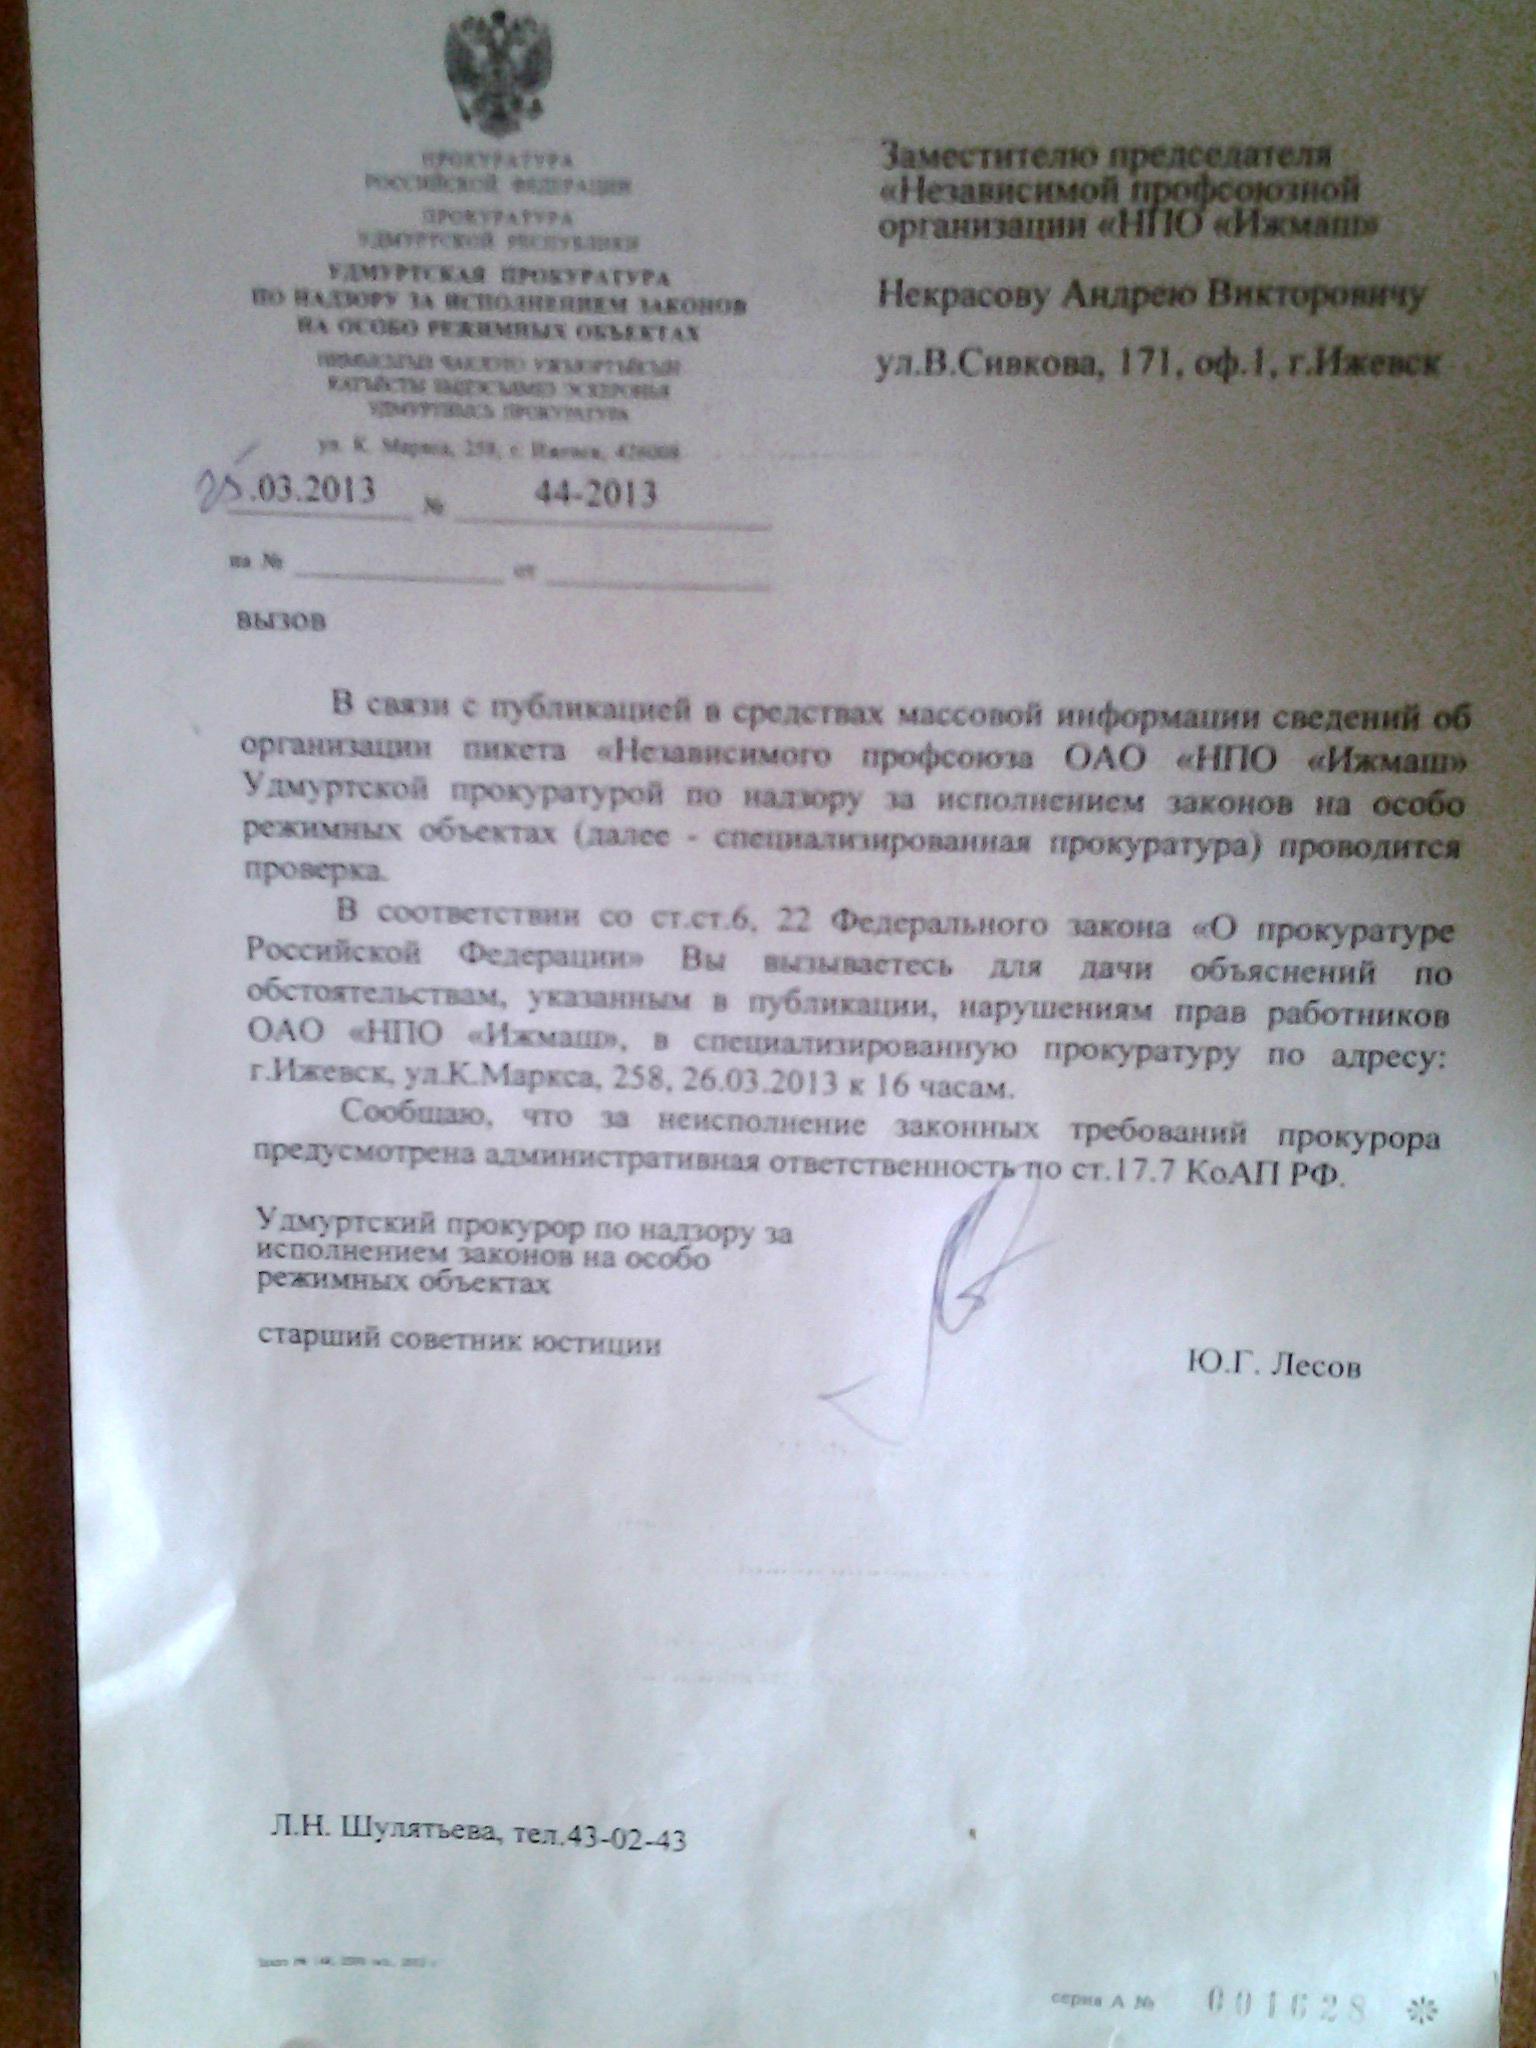 ПРОКУРАТУРА
РОССИЙСКОЙ ФЕДЕРАЦИИ
ПРОКУРАТУРА
УДМУРТСКОЙ РЕСПУБЛИКИ
УДМУРТСКАЯ ПРОКУРАТУРА
ПО НАДЗОРУ ЗА ИСПОЛНЕНИЕМ ЗАКОНОВ
НА ОСОБО РЕЖИМНЫХ ОБЪЕКТАХ
УДМУРТИЫСЬ ПРОКУРАТУРА
ул. К. Маркса, 258, г. Ижевск, 426008
25.03.2013 № 44-2013
на № от
Заместителю председателя
«Независимой профсоюзной
организации «НПО «Ижмаш»
Некрасову Андрею Викторовичу
ул.В.Сивкова, 171, оф.1, г.Ижевск
вызов
В связи с публикацией в средствах массовой информации сведений об
организации пикета «Независимого профсоюза ОАО «НПО «Ижмаш»
Удмуртской прокуратурой по надзору за исполнением законов на особо
режимных объектах (далее - специализированная прокуратура) проводится
проверка.
В соответствии со ст.ст.6, 22 Федерального закона «О прокуратуре
Российской Федерации» Вы вызываетесь для дачи объяснений по
обстоятельствам, указанным в публикации, нарушениям прав работников
ОАО «НПО «Ижмаш», в специализированную прокуратуру по адресу:
г.Ижевск, ул.К.Маркса, 258, 26.03.2013 к 16 часам.
Сообщаю, что за неисполнение законных требований прокурора
предусмотрена административная ответственность по ст.17.7 КоАП РФ.
Удмуртский прокурор по надзору за
исполнением законов на особо
режимных объектах
старший советник юстиции
Ю.Г. Лесов
Л.Н. Шулятьева, тел.43-02-43
серия А № 001628